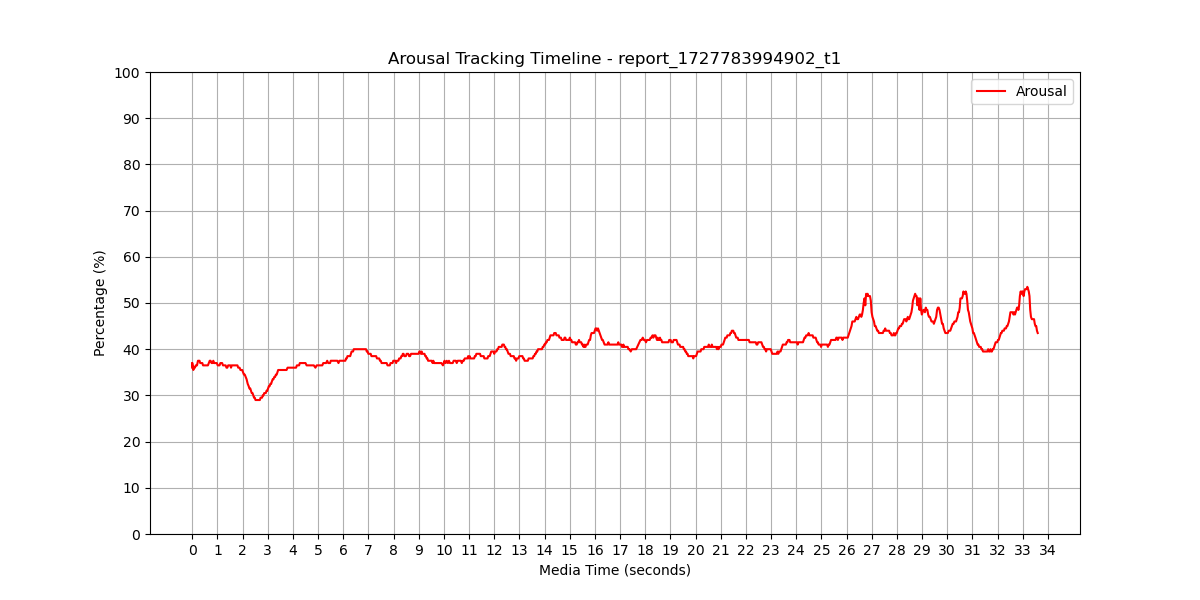 Arousal Tracking Timeline - report_1727783994902_t1
Arousal
100
90
80
70
60
50
40
30
20
10
0
Percentage (%)
0 1 2 3 4 5 6 7 8 9 10 11 12 13 14 15 16 17 18 19 20 21 22 23 24 25 26 27 28 29 30 31 32 33 34
Media Time (seconds)